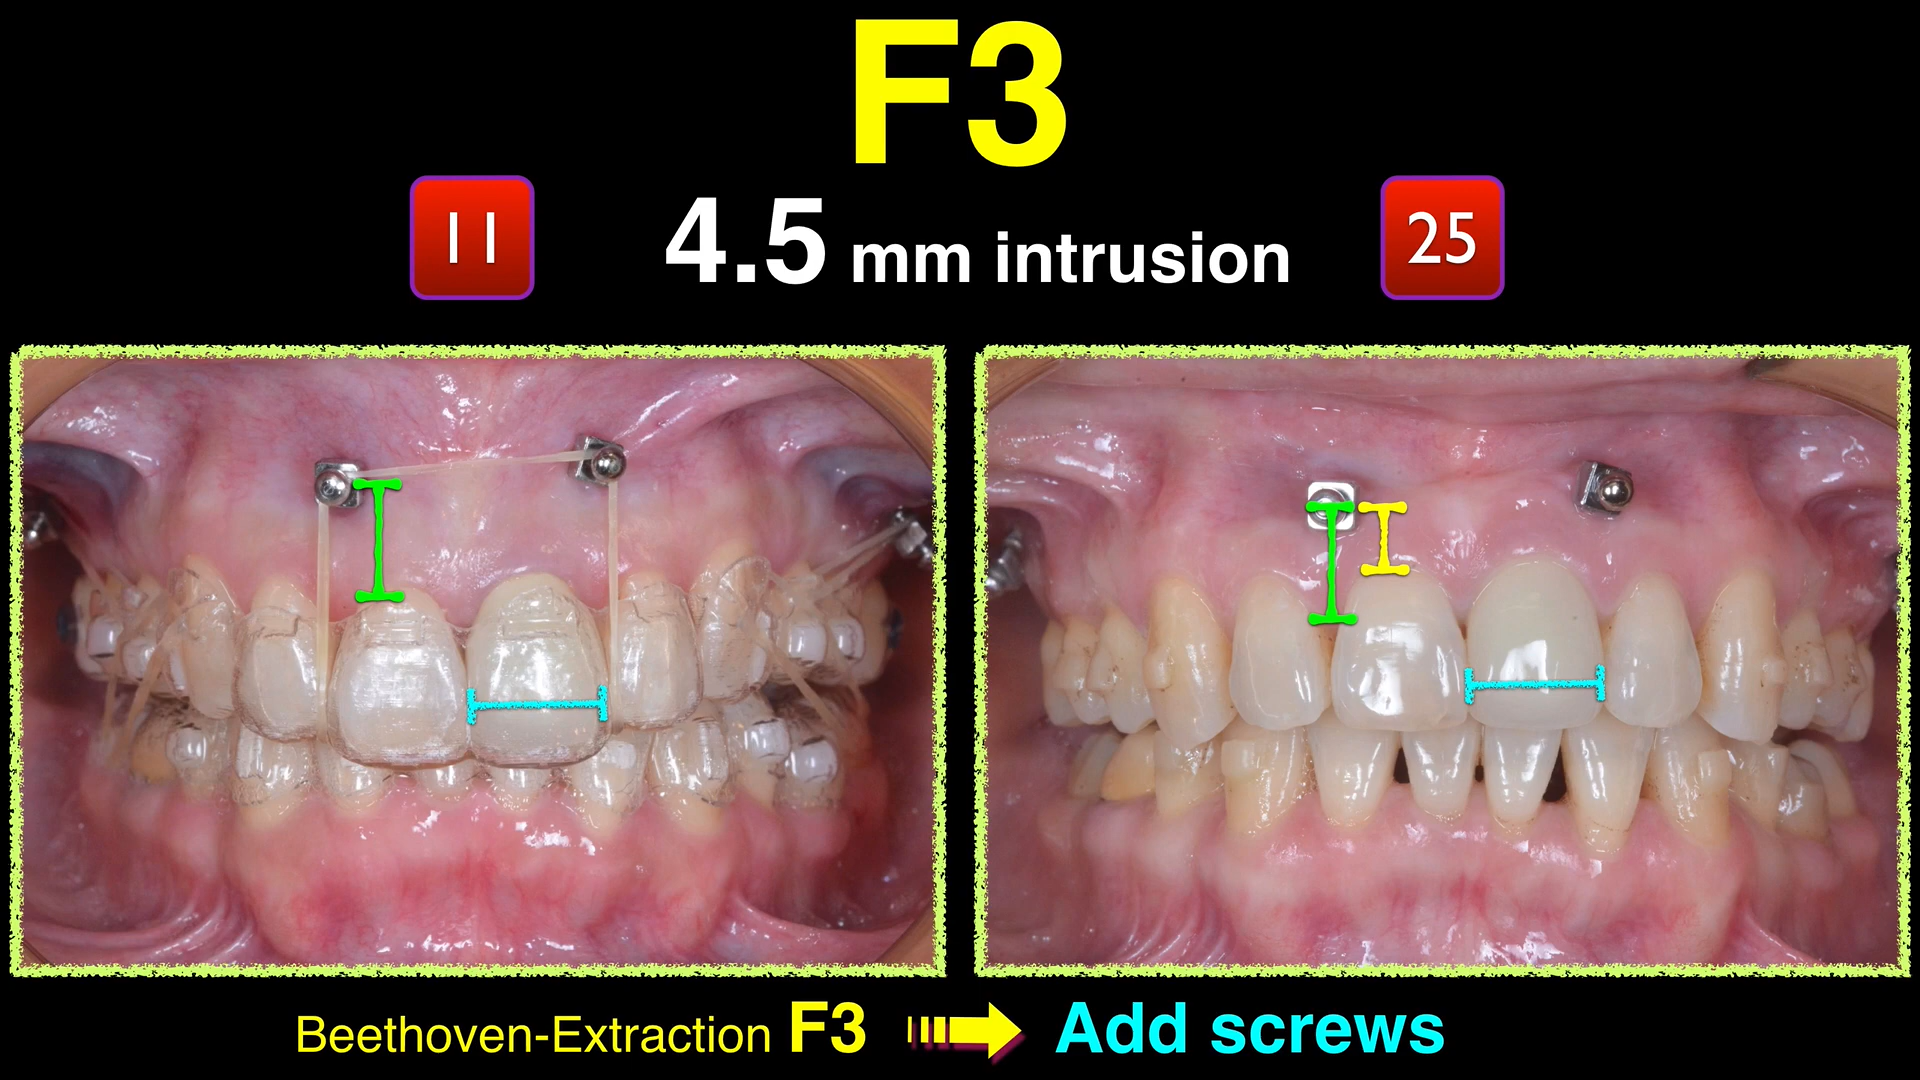 F3
11
4.5 mm intrusion
25
Beethoven-Extraction F3
Add screws